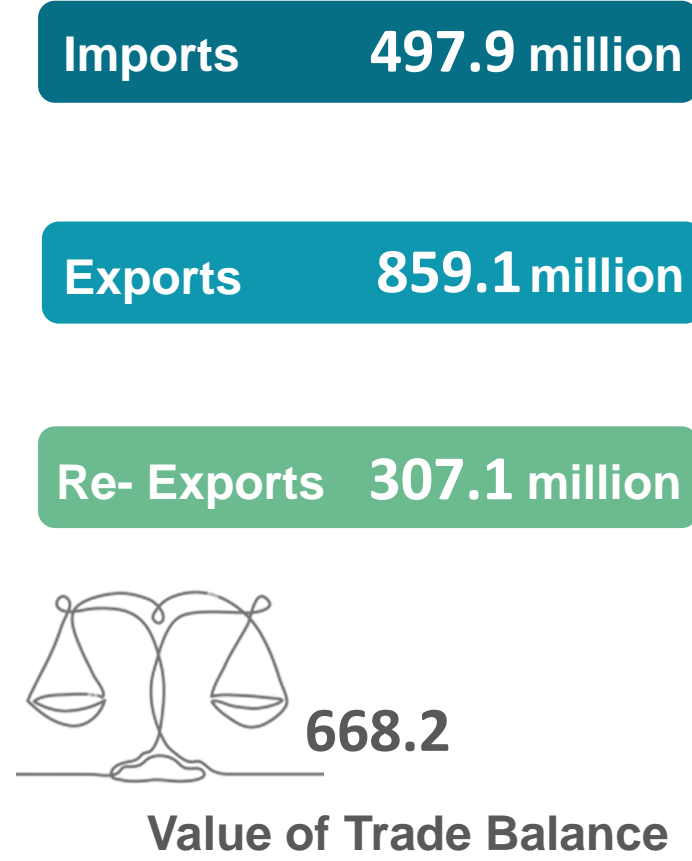 Imports 497.9 million
Exports 859.1 million
Re- Exports 307.1 million
668.2
Value of Trade Balance